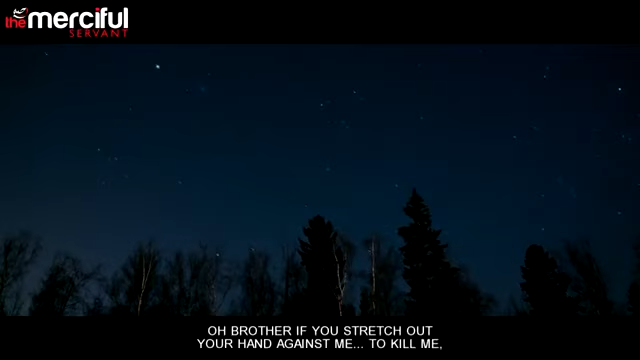 the merciful
SERVANT
OH BROTHER IF YOU STRETCH OUT
YOUR HAND AGAINST ME... TO KILL ME,